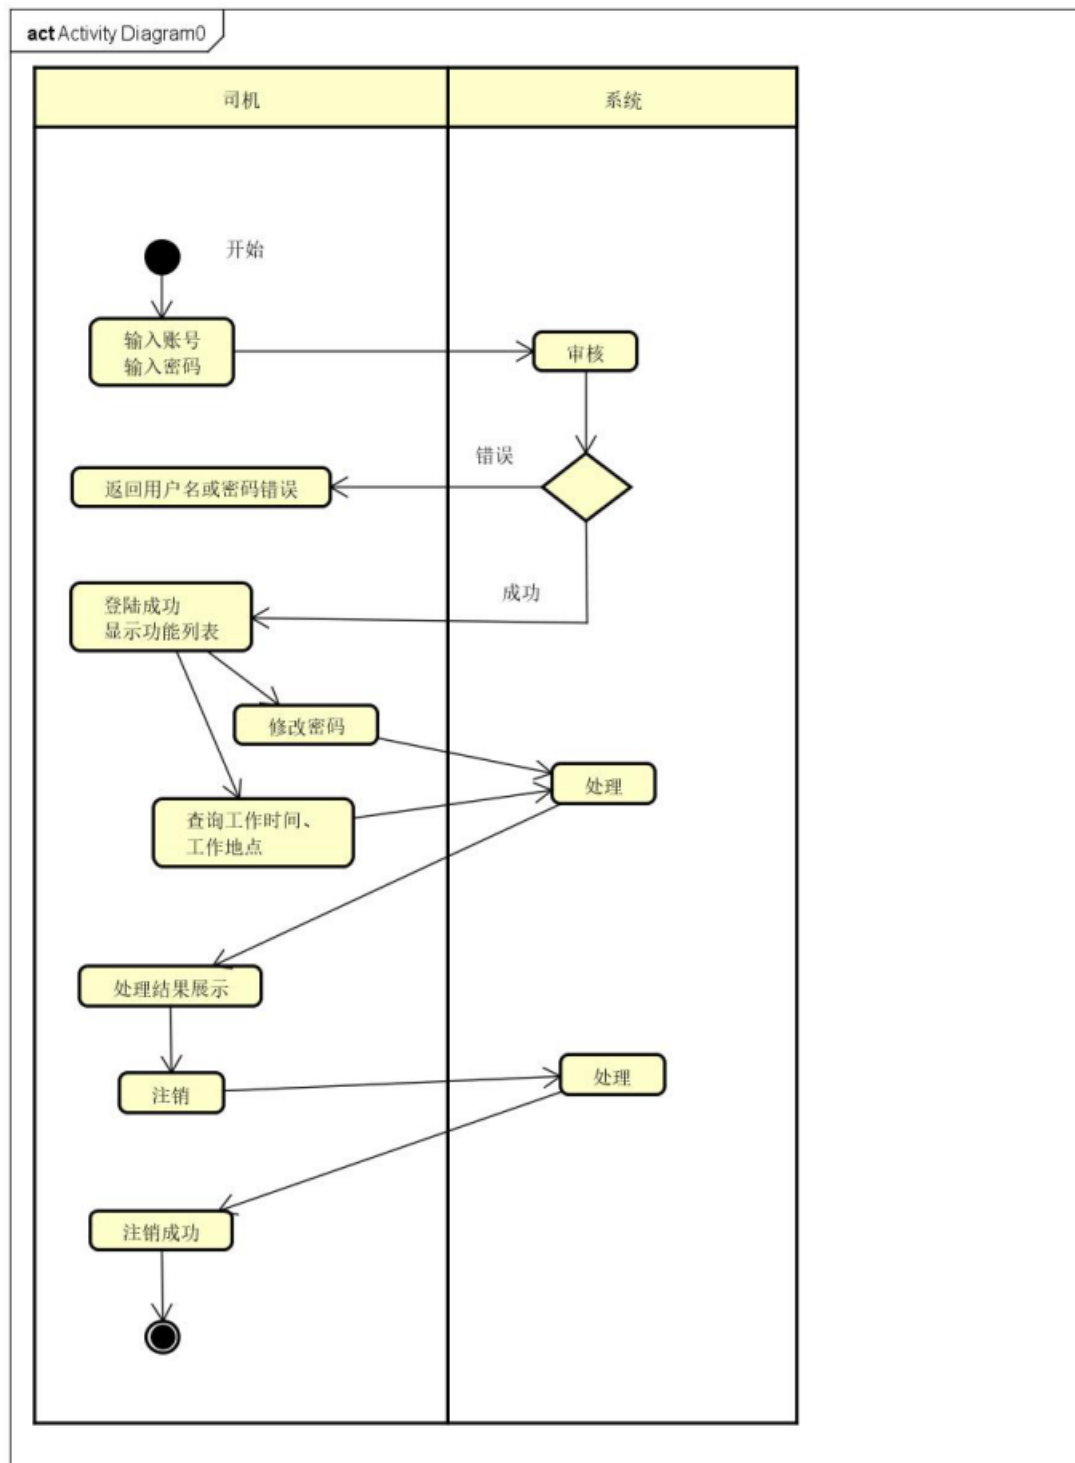 act Activity Diagram0
司机
系统
开始
输入账号
输入密码
审核
错误
返回用户名或密码错误
成功
登陆成功
显示功能列表
修改密码
处理
查询工作时间、
工作地点
处理结果展示
处理
注销
注销成功